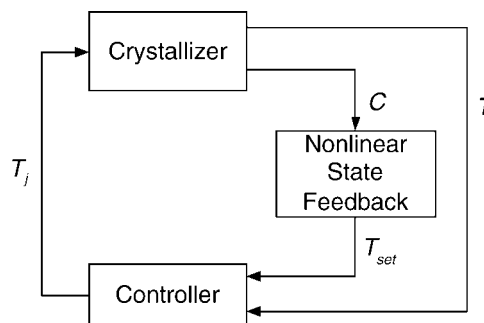 Crystallizer
C
T
Nonlinear
State
Feedback
T_j
T_set
Controller